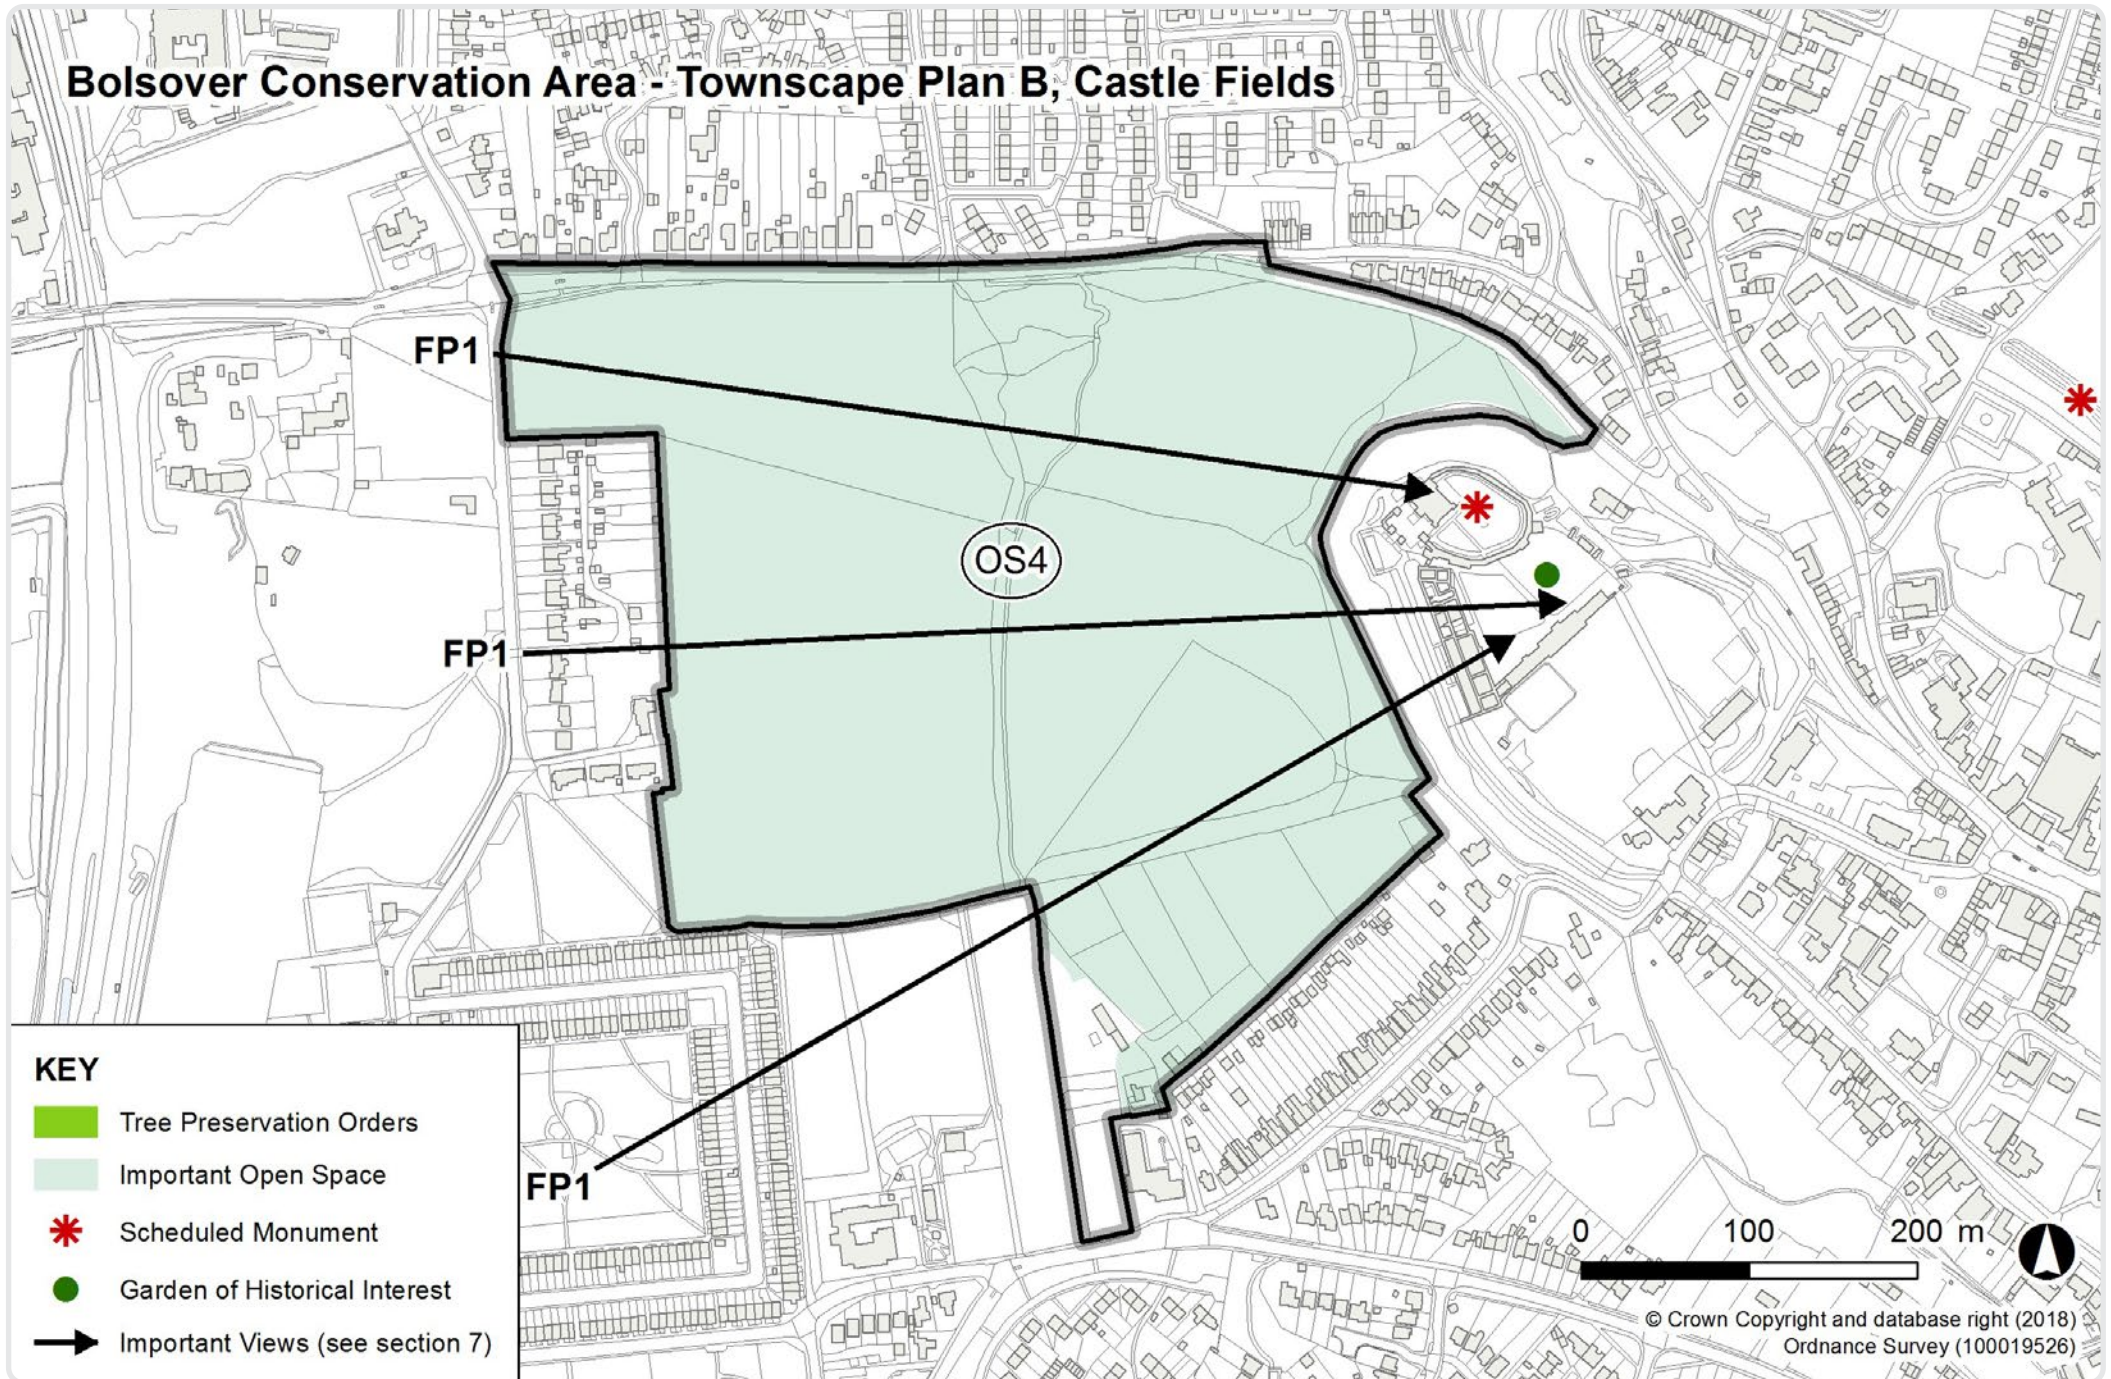 Bolsover Conservation Area - Townscape Plan B, Castle Fields
FP1
OS4
FP1
FP1
KEY
Tree Preservation Orders
Important Open Space
Scheduled Monument
Garden of Historical Interest
Important Views (see section 7)
0 100 200 m
© Crown Copyright and database right (2018)
Ordnance Survey (100019526)